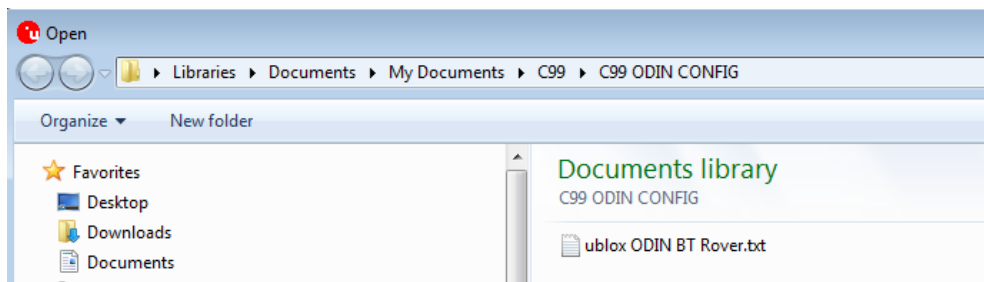 Open
Libraries ▸ Documents ▸ My Documents ▸ C99 ▸ C99 ODIN CONFIG
Organize ▾ New folder
Favorites
Desktop
Downloads
Documents
Documents library
C99 ODIN CONFIG
ublox ODIN BT Rover.txt